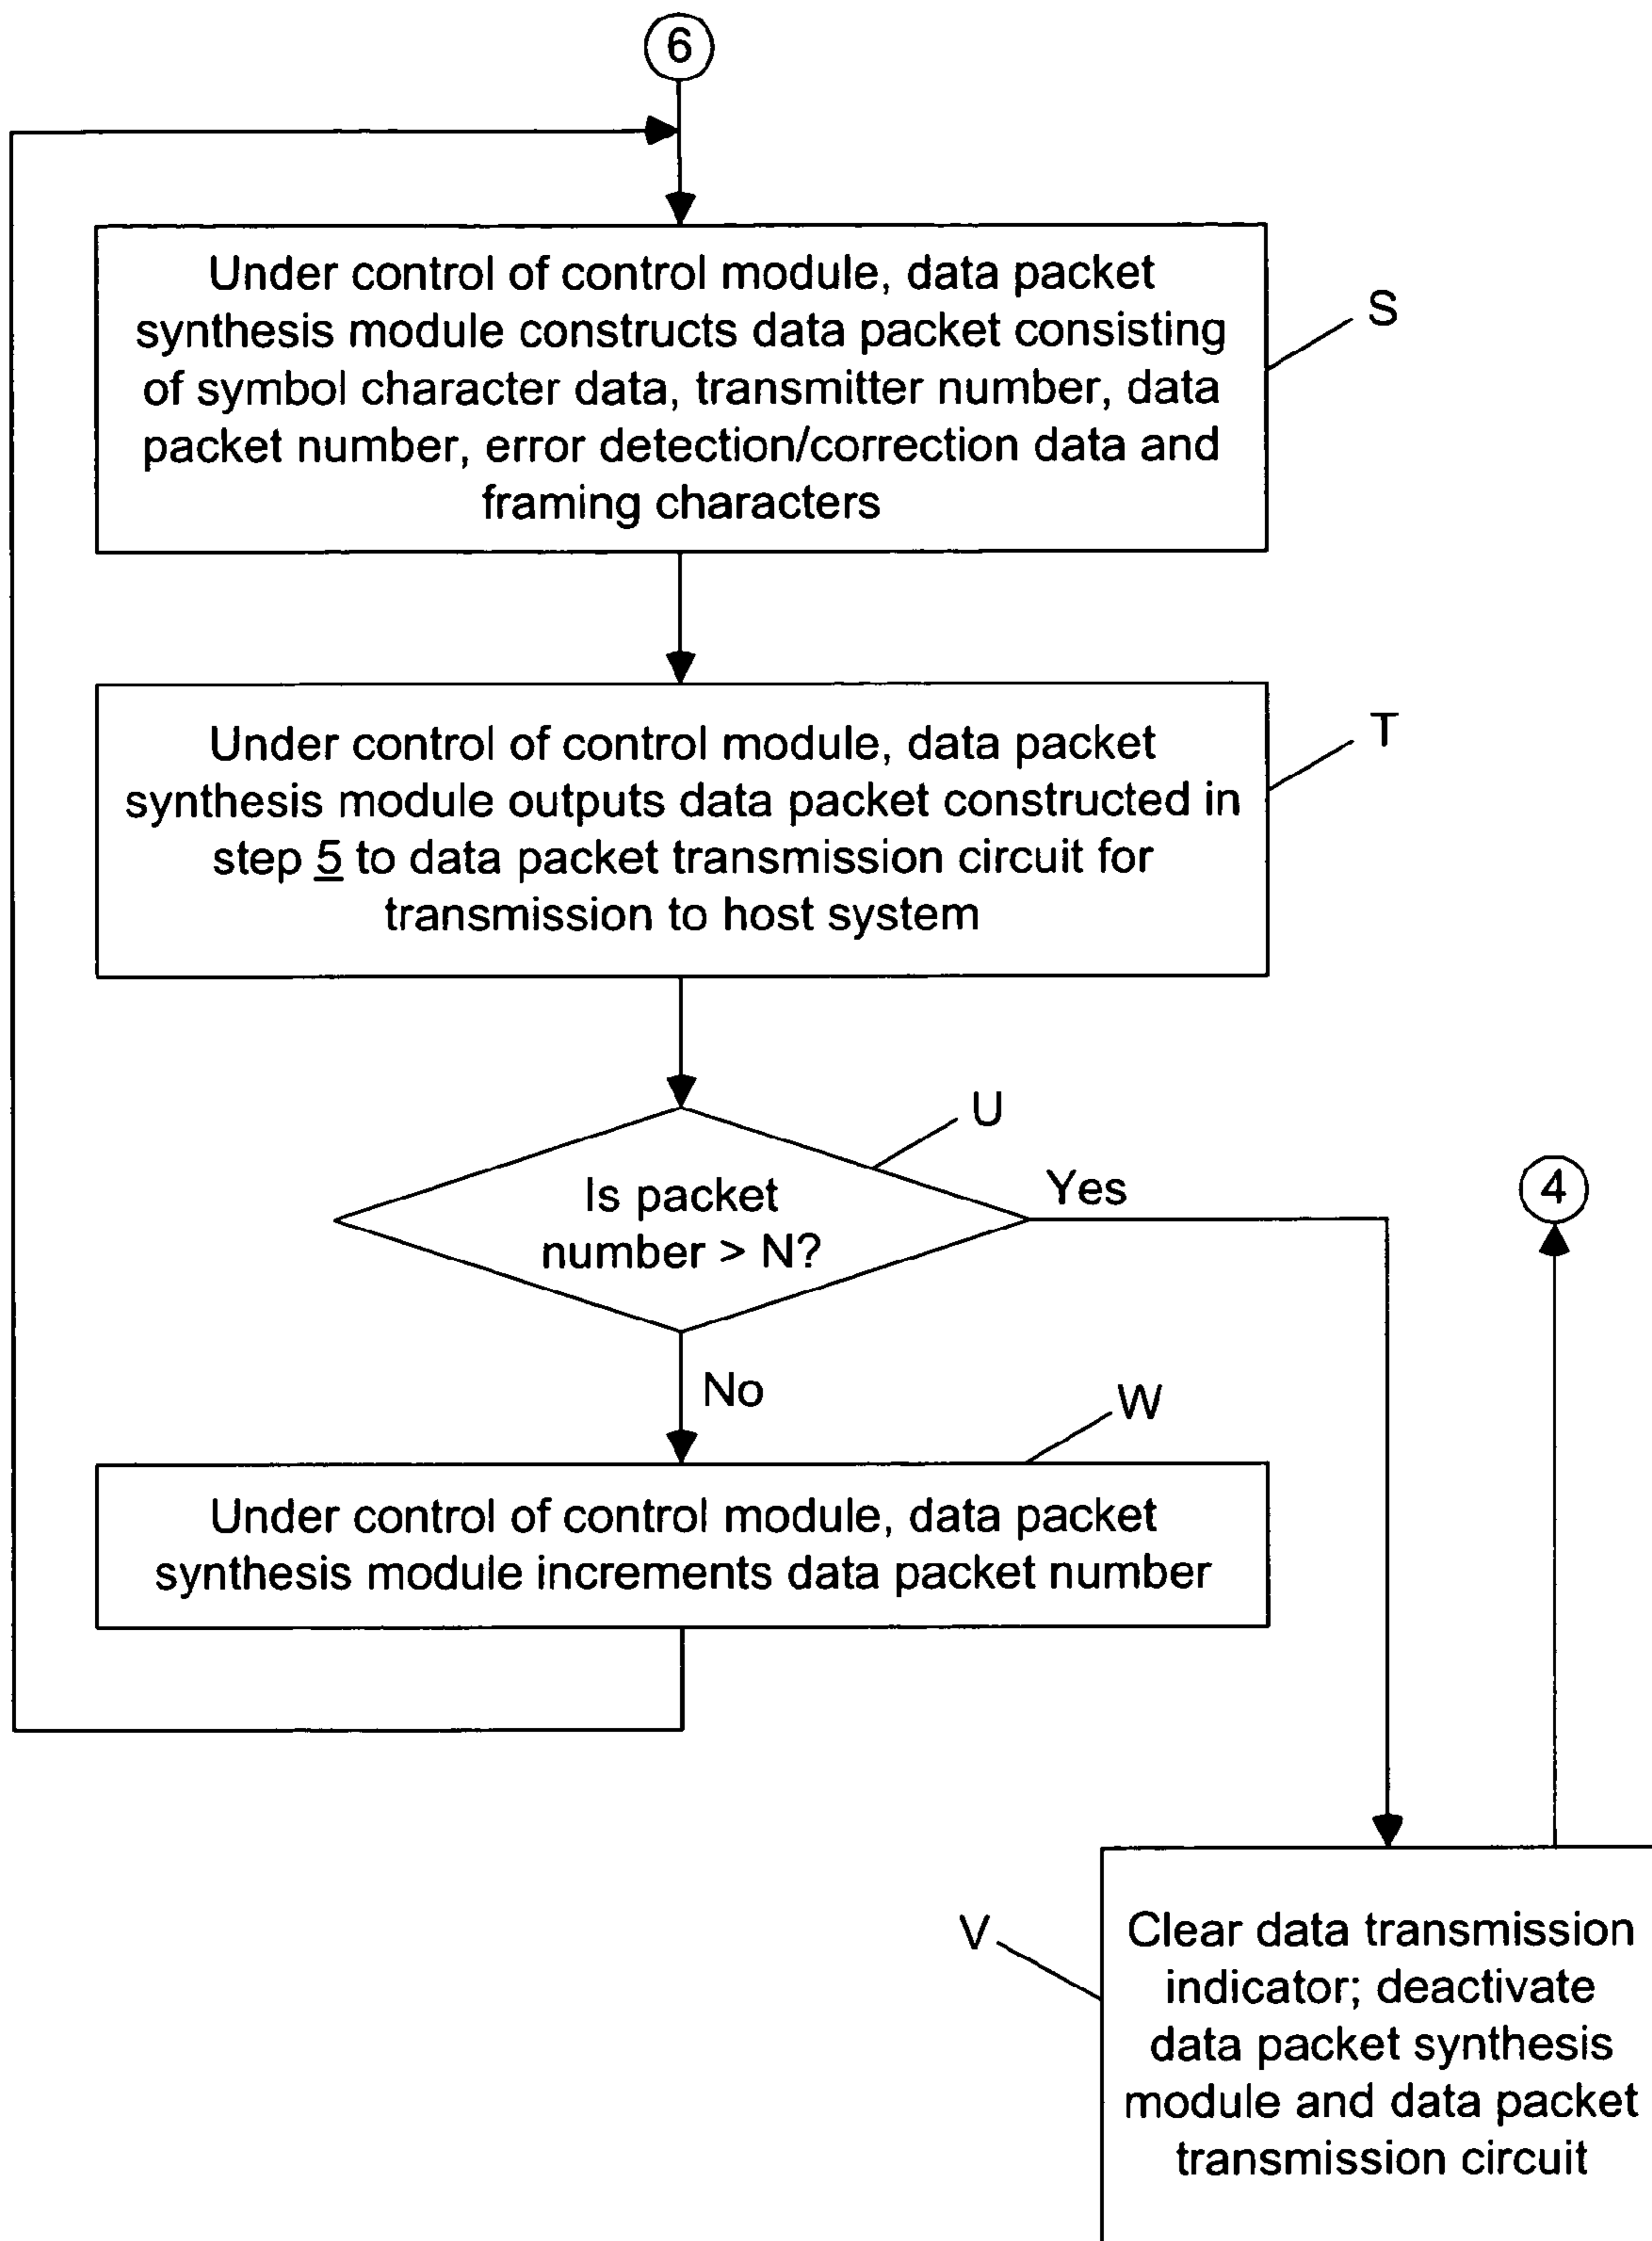 6
Under control of control module, data packet
synthesis module constructs data packet consisting
of symbol character data, transmitter number, data
packet number, error detection/correction data and
framing characters
S
Under control of control module, data packet
synthesis module outputs data packet constructed in
step 5 to data packet transmission circuit for
transmission to host system
T
U
Is packet
number > N?
Yes
4
No
W
Under control of control module, data packet
synthesis module increments data packet number
V
Clear data transmission
indicator; deactivate
data packet synthesis
module and data packet
transmission circuit